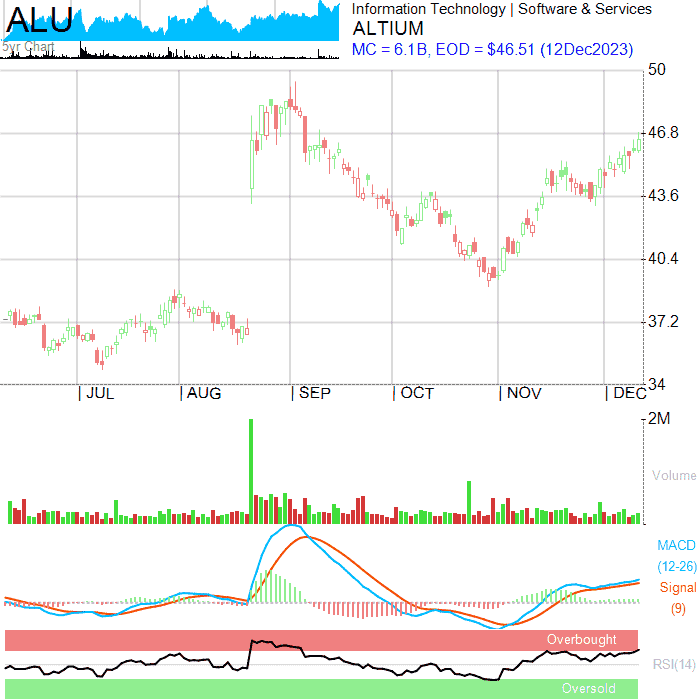 ALU
5yr Chart
Information Technology | Software & Services
ALTIUM
MC = 6.1B, EOD = $46.51 (12Dec2023)
50
46.8
43.6
40.4
37.2
34
| JUL | AUG | SEP | OCT | NOV | DEC
2M
Volume
MACD
(12-26)
Signal
(9)
Overbought
RSI(14)
Oversold